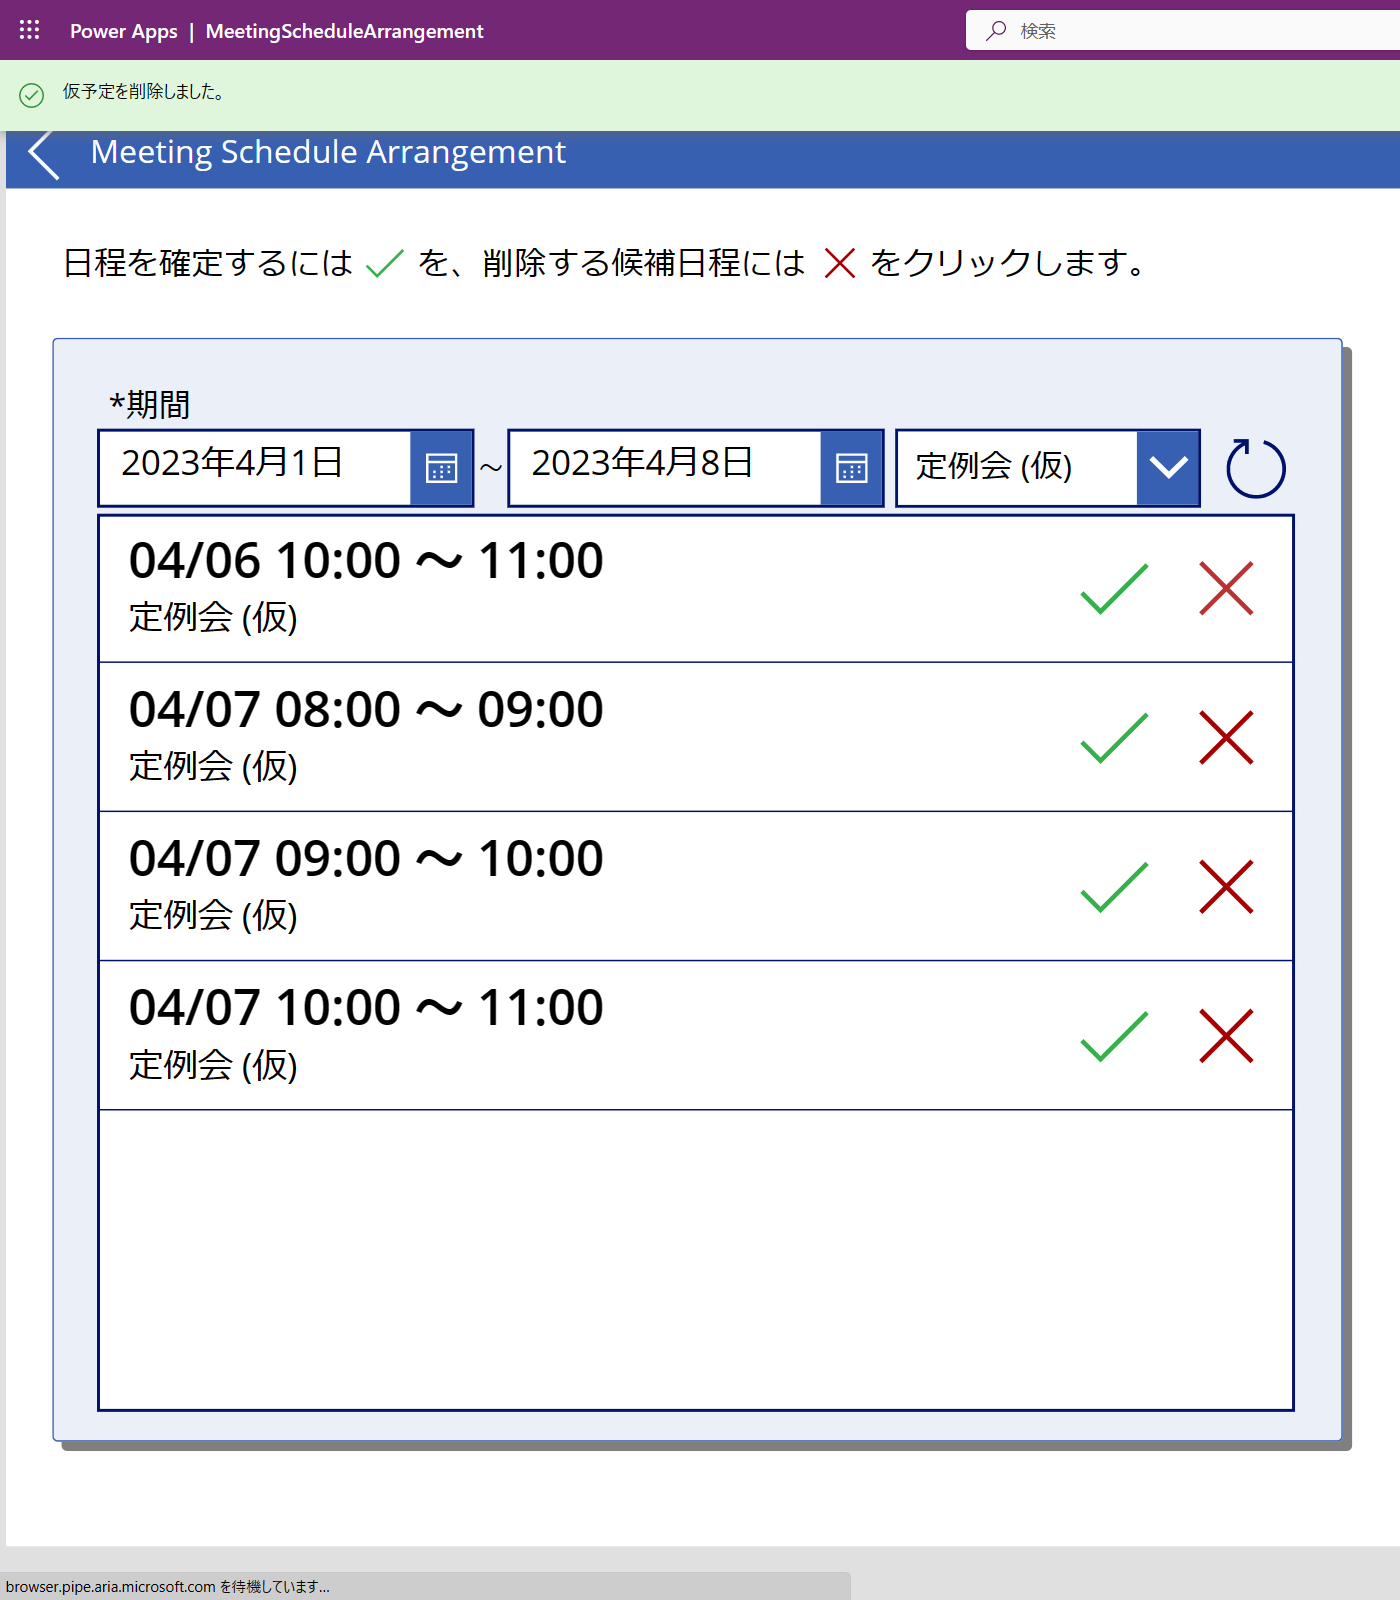 Power Apps | MeetingScheduleArrangement
検索
仮予定を削除しました。
Meeting Schedule Arrangement
日程を確定するには を、削除する候補日程には をクリックします。
*期間
2023年4月1日 ~ 2023年4月8日 定例会 (仮)
04/06 10:00 ～ 11:00
定例会 (仮)
04/07 08:00 ～ 09:00
定例会 (仮)
04/07 09:00 ～ 10:00
定例会 (仮)
04/07 10:00 ～ 11:00
定例会 (仮)
browser.pipe.aria.microsoft.com を待機しています...